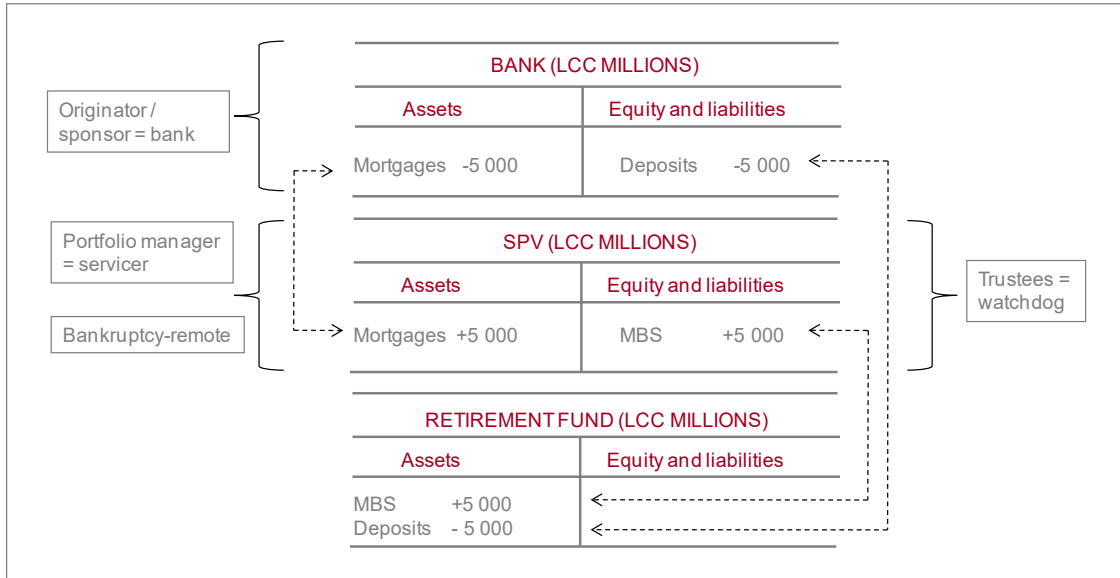 BANK (LCC MILLIONS)
Assets Equity and liabilities
Originator /
sponsor = bank
Mortgages -5 000 Deposits -5 000
Portfolio manager
= servicer
Bankruptcy-remote
SPV (LCC MILLIONS)
Assets Equity and liabilities
Mortgages +5 000 MBS +5 000
Trustees =
watchdog
RETIREMENT FUND (LCC MILLIONS)
Assets Equity and liabilities
MBS +5 000
Deposits - 5 000